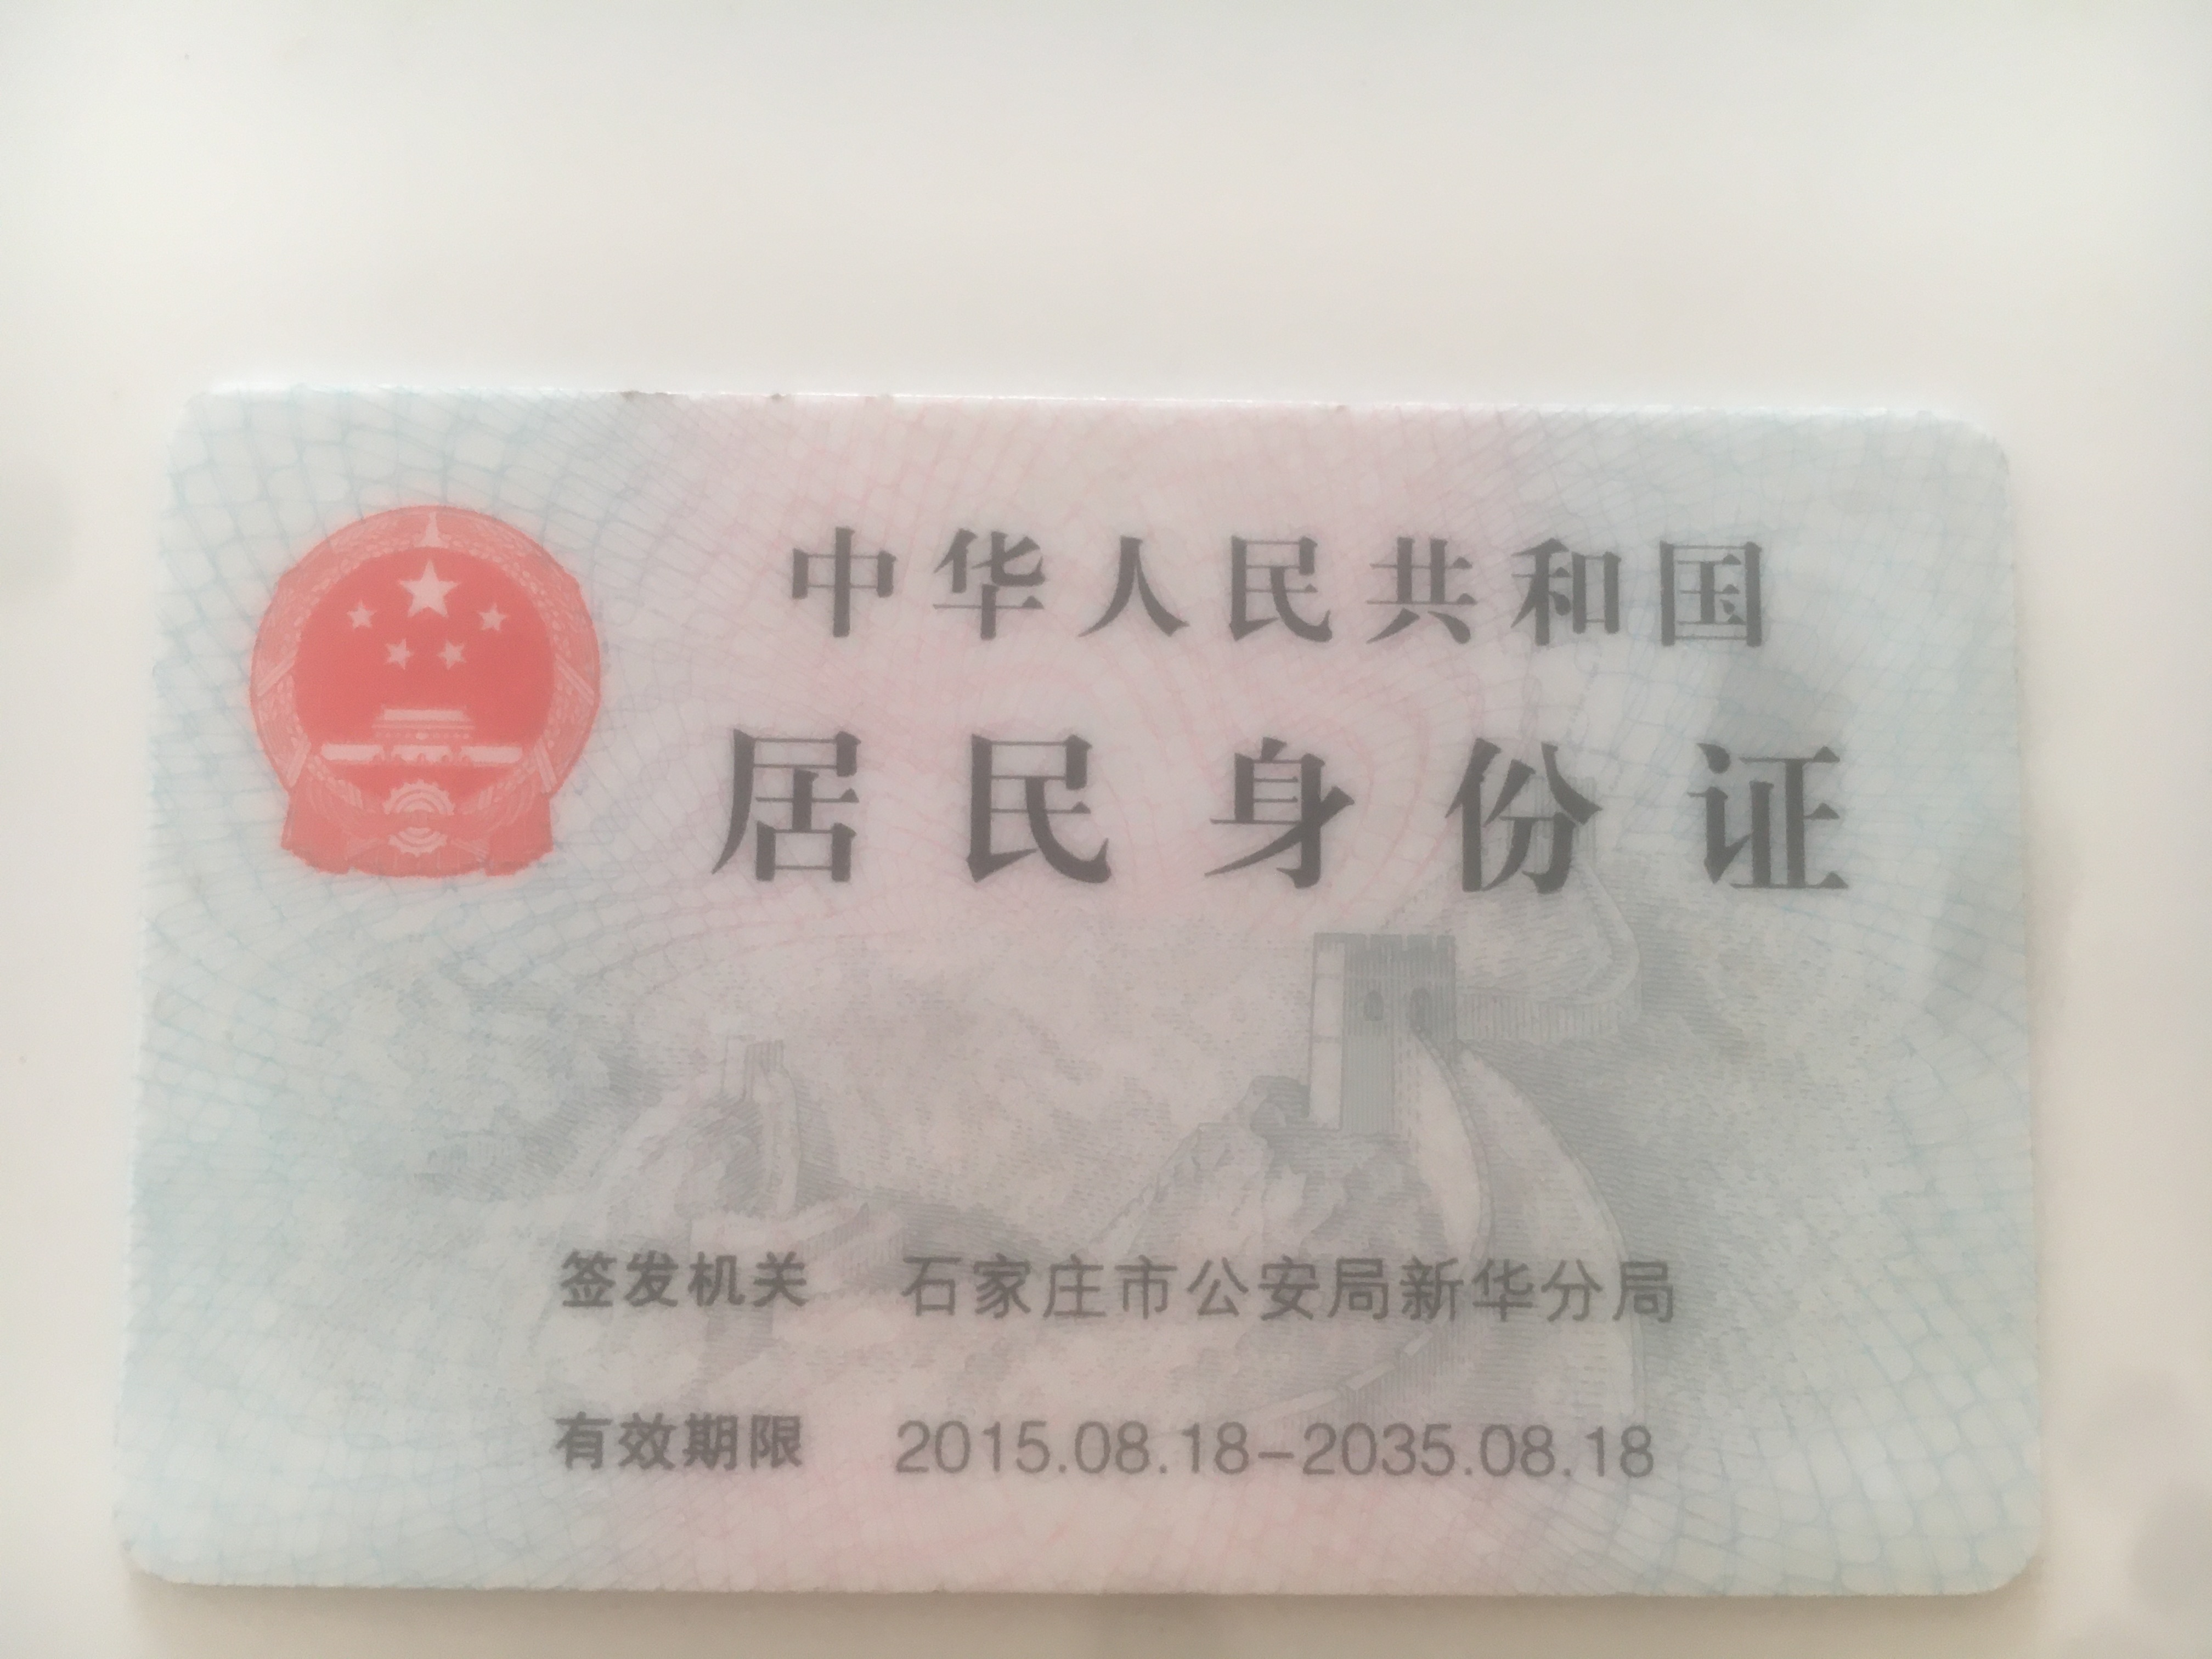 中华人民共和国
居民身份证
签发机关 石家庄市公安局新华分局
有效期限 2015.08.18-2035.08.18